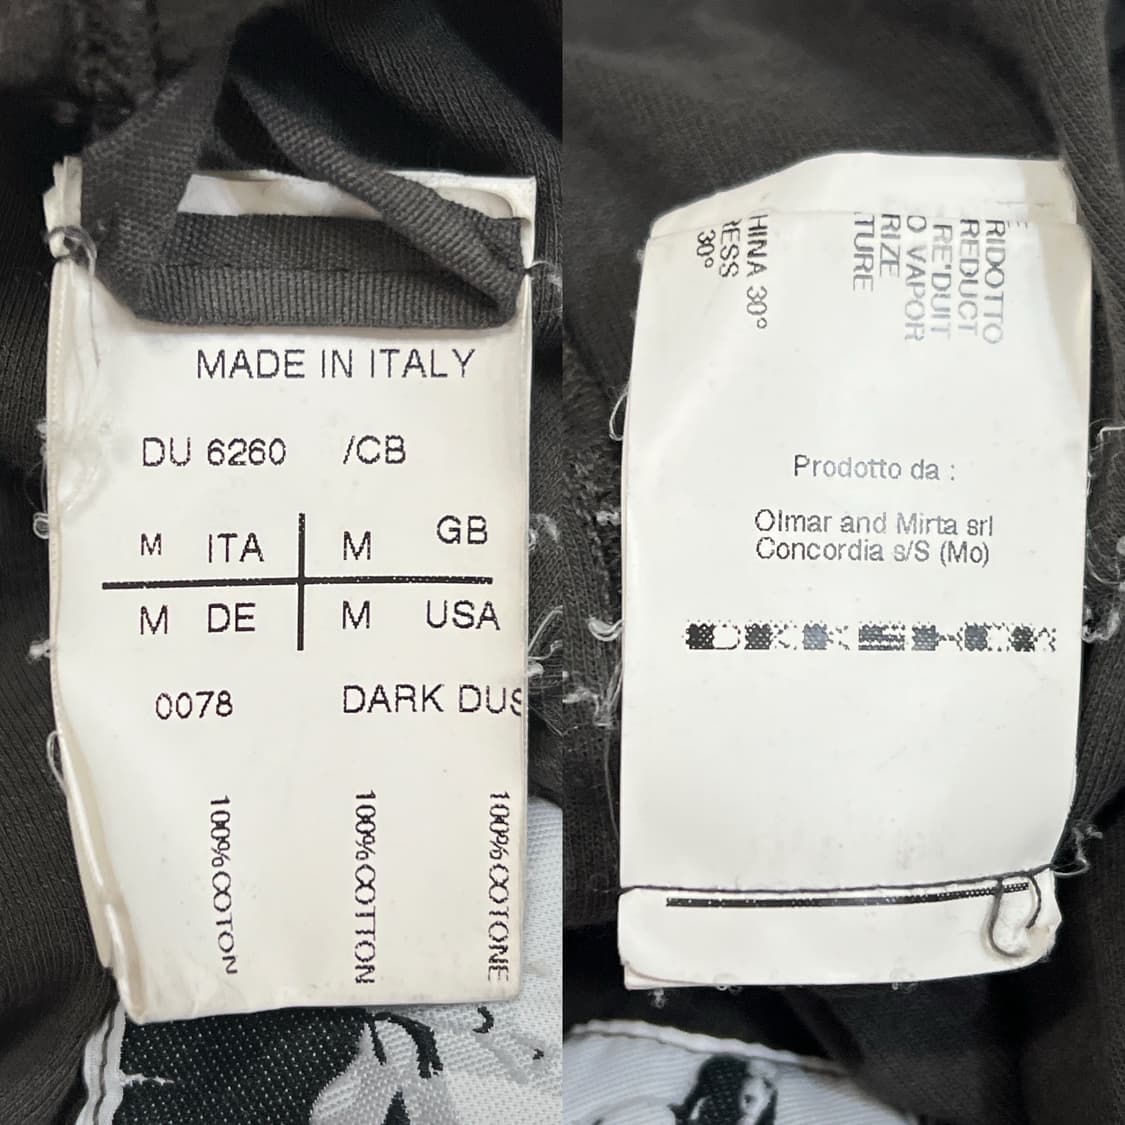 MADE IN ITALY
DU 6260 /CB
M ITA M GB
M DE M USA
0078 DARK DUS
100% COTON
100% COTTON
100% COTONE
RIDOTTO
REDUCT
RE'DUIT
O VAPOR
RIZE
TURE
HINA 30°
RESS
30°
Prodotto da :
Olmar and Mirta srl
Concordia s/S (Mo)